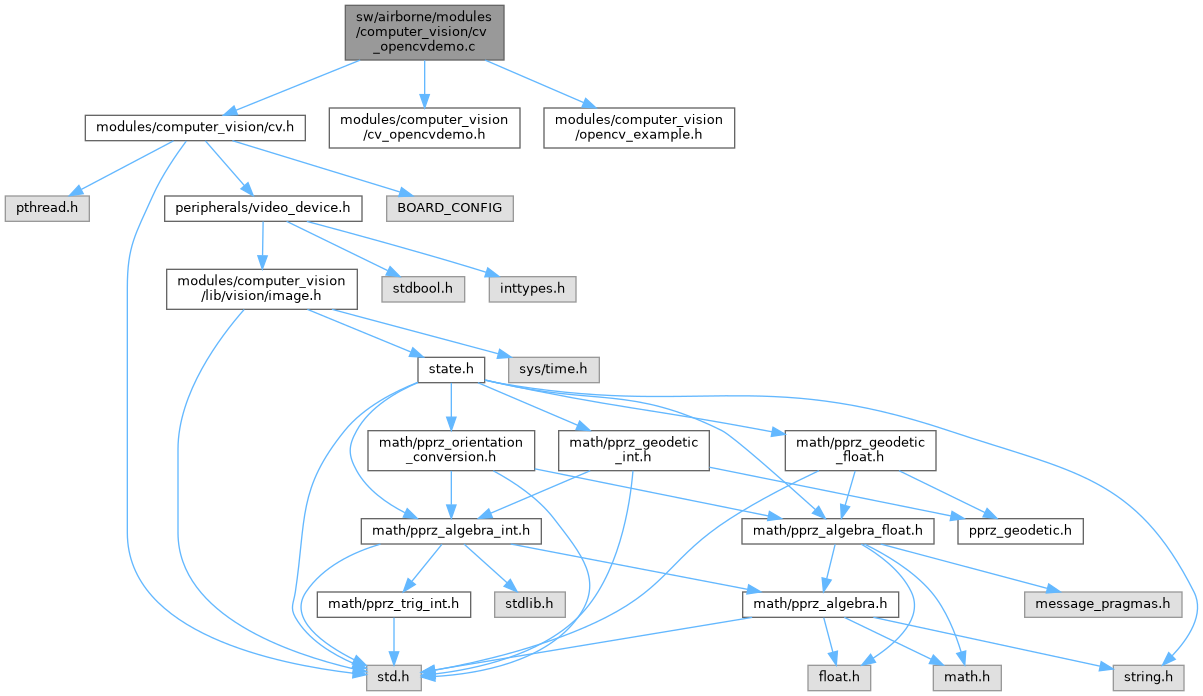 sw/airborne/modules
/computer_vision/cv
_opencvdemo.c
modules/computer_vision/cv.h
modules/computer_vision
/cv_opencvdemo.h
modules/computer_vision
/opencv_example.h
pthread.h
peripherals/video_device.h
BOARD_CONFIG
modules/computer_vision
/lib/vision/image.h
stdbool.h
inttypes.h
state.h
sys/time.h
math/pprz_orientation
_conversion.h
math/pprz_geodetic
_int.h
math/pprz_geodetic
_float.h
math/pprz_algebra_int.h
math/pprz_algebra_float.h
pprz_geodetic.h
math/pprz_trig_int.h
stdlib.h
math/pprz_algebra.h
message_pragmas.h
std.h
float.h
math.h
string.h